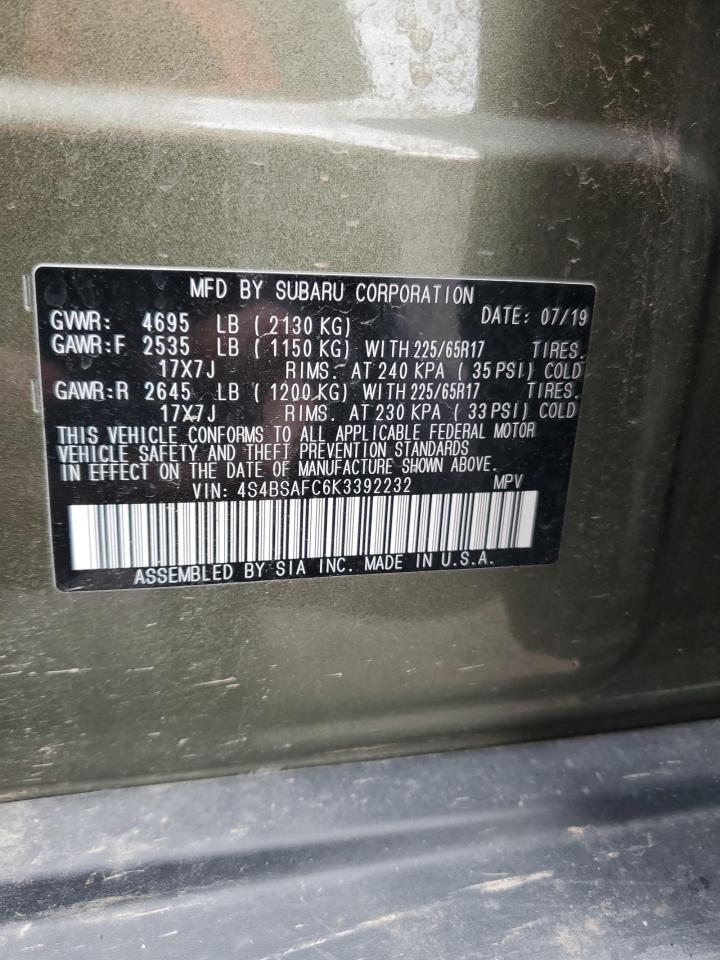 MFD BY SUBARU CORPORATION
GVWR: 4695 LB (2130 KG) DATE: 07/19
GAWR:F 2535 LB (1150 KG) WITH 225/65R17 TIRES.
17X7J RIMS. AT 240 KPA (35 PSI) COLD
GAWR:R 2645 LB (1200 KG) WITH 225/65R17 TIRES.
17X7J RIMS. AT 230 KPA (33 PSI) COLD
THIS VEHICLE CONFORMS TO ALL APPLICABLE FEDERAL MOTOR
VEHICLE SAFETY AND THEFT PREVENTION STANDARDS
IN EFFECT ON THE DATE OF MANUFACTURE SHOWN ABOVE.
VIN: 4S4BSAFC6K3392232 MPV
ASSEMBLED BY SIA INC. MADE IN U.S.A.